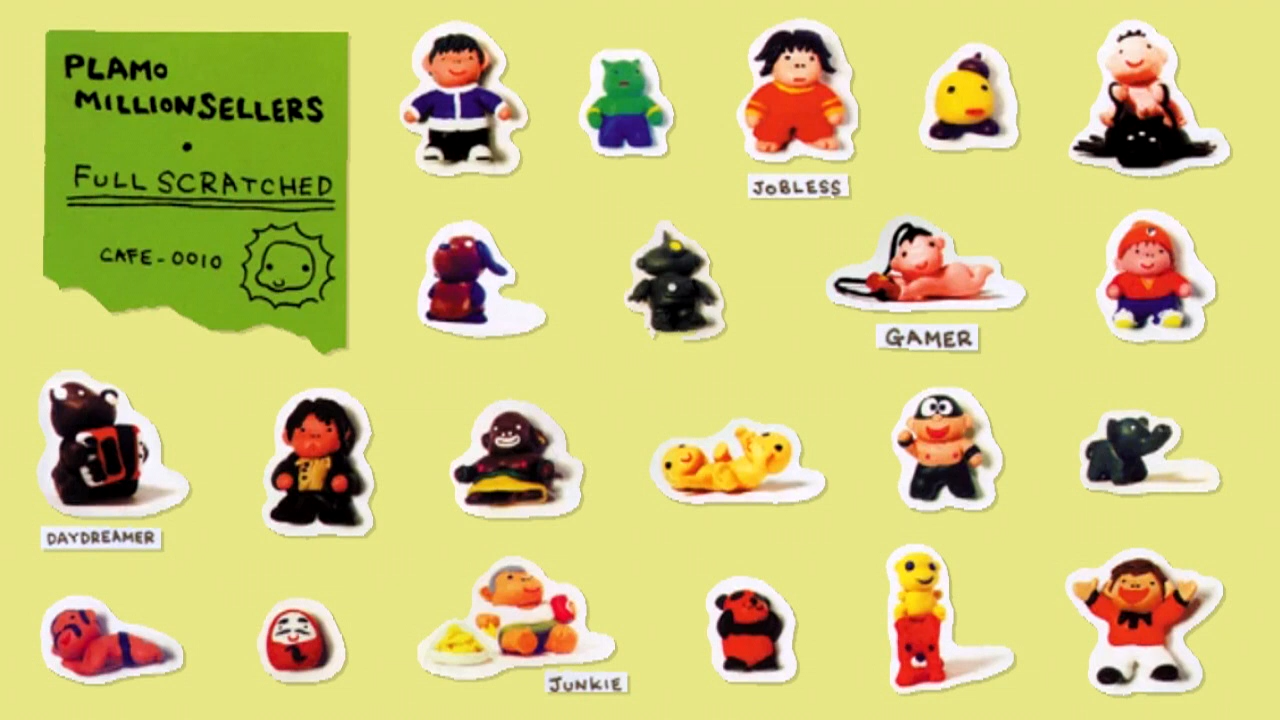 PLAMO
MILLIONSELLERS
•
FULL SCRATCHED
CAFE-0010
JOBLESS
GAMER
DAYDREAMER
JUNKIE